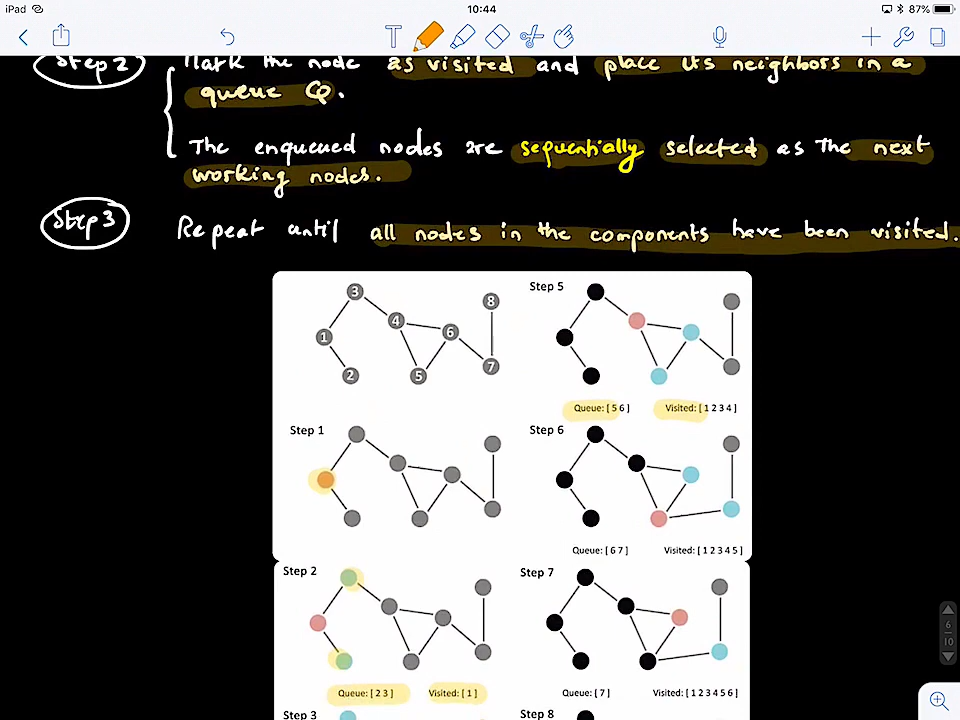 iPad
10:44
87%
T
Step 2
Mark the node as visited and place its neighbors in a
queue Q.
The enqueued nodes are sequentially selected as the next
working nodes.
Step 3
Repeat until all nodes in the components have been visited.
3
8
4
6
1
7
2
5
Step 5
Queue: [ 5 6 ]
Visited: [ 1 2 3 4 ]
Step 1
Step 6
Queue: [ 6 7 ]
Visited: [ 1 2 3 4 5 ]
Step 2
Queue: [ 2 3 ]
Visited: [ 1 ]
Step 7
Queue: [ 7 ]
Visited: [ 1 2 3 4 5 6 ]
Step 3
Step 8
6
10